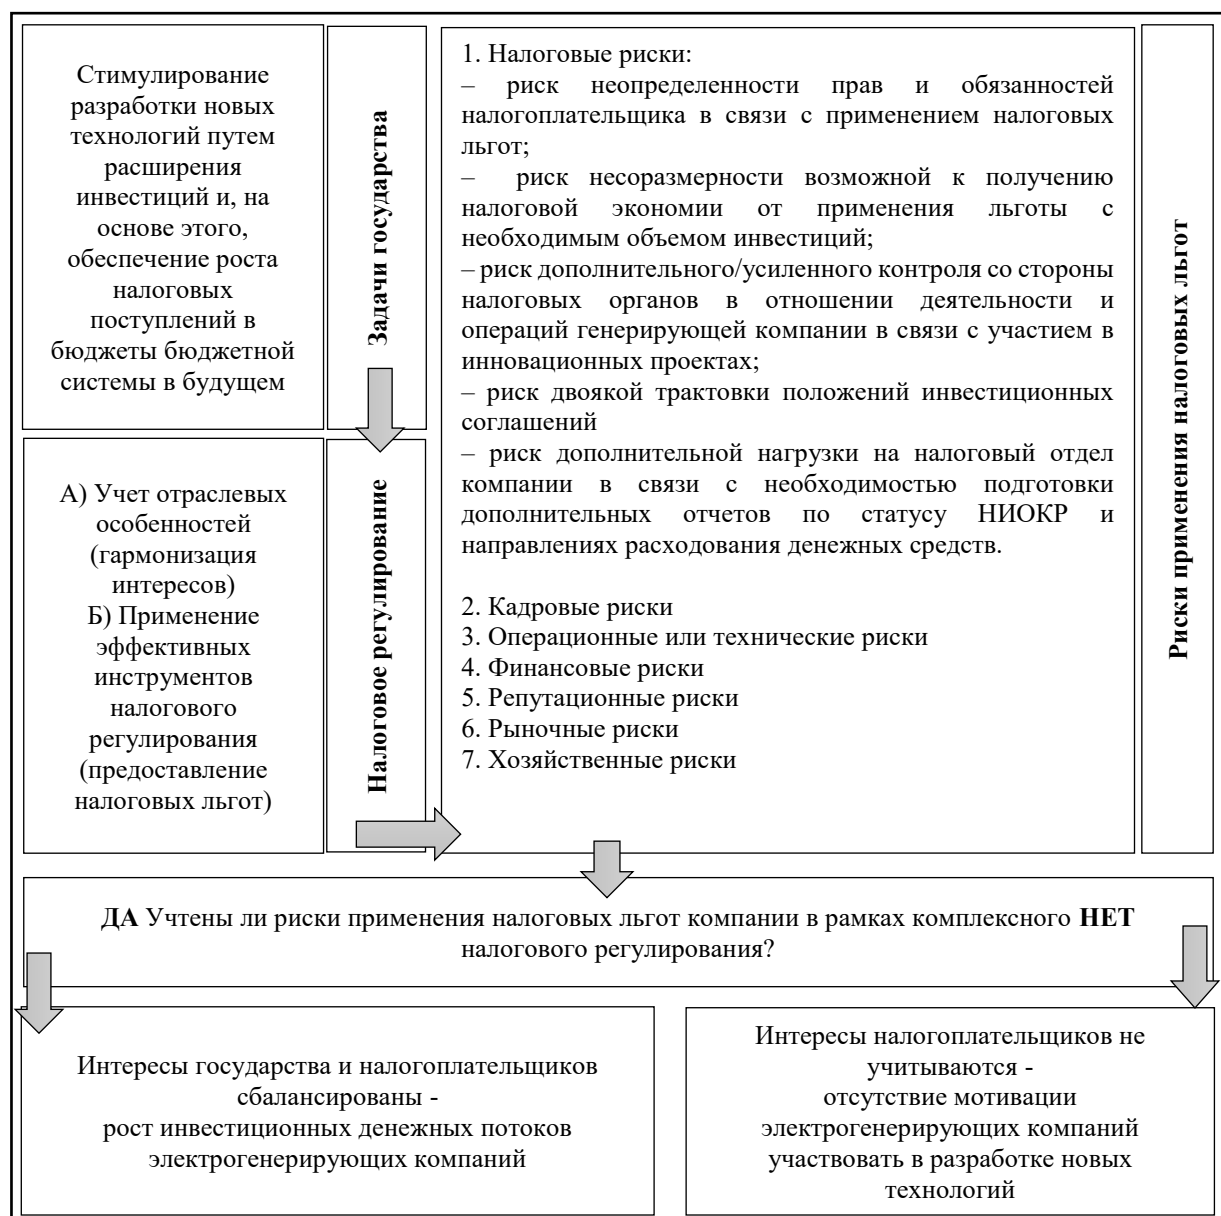 Стимулирование
разработки новых
технологий путем
расширения
инвестиций и, на
основе этого,
обеспечение роста
налоговых
поступлений в
бюджеты бюджетной
системы в будущем
Задачи государства
А) Учет отраслевых
особенностей
(гармонизация
интересов)
Б) Применение
эффективных
инструментов
налогового
регулирования
(предоставление
налоговых льгот)
Налоговое регулирование
1. Налоговые риски:
– риск неопределенности прав и обязанностей
налогоплательщика в связи с применением налоговых
льгот;
– риск несоразмерности возможной к получению
налоговой экономии от применения льготы с
необходимым объемом инвестиций;
– риск дополнительного/усиленного контроля со стороны
налоговых органов в отношении деятельности и
операций генерирующей компании в связи с участием в
инновационных проектах;
– риск двоякой трактовки положений инвестиционных
соглашений
– риск дополнительной нагрузки на налоговый отдел
компании в связи с необходимостью подготовки
дополнительных отчетов по статусу НИОКР и
направлениях расходования денежных средств.
2. Кадровые риски
3. Операционные или технические риски
4. Финансовые риски
5. Репутационные риски
6. Рыночные риски
7. Хозяйственные риски
Риски применения налоговых льгот
ДА Учтены ли риски применения налоговых льгот компании в рамках комплексного НЕТ
налогового регулирования?
Интересы государства и налогоплательщиков
сбалансированы -
рост инвестиционных денежных потоков
электрогенерирующих компаний
Интересы налогоплательщиков не
учитываются -
отсутствие мотивации
электрогенерирующих компаний
участвовать в разработке новых
технологий